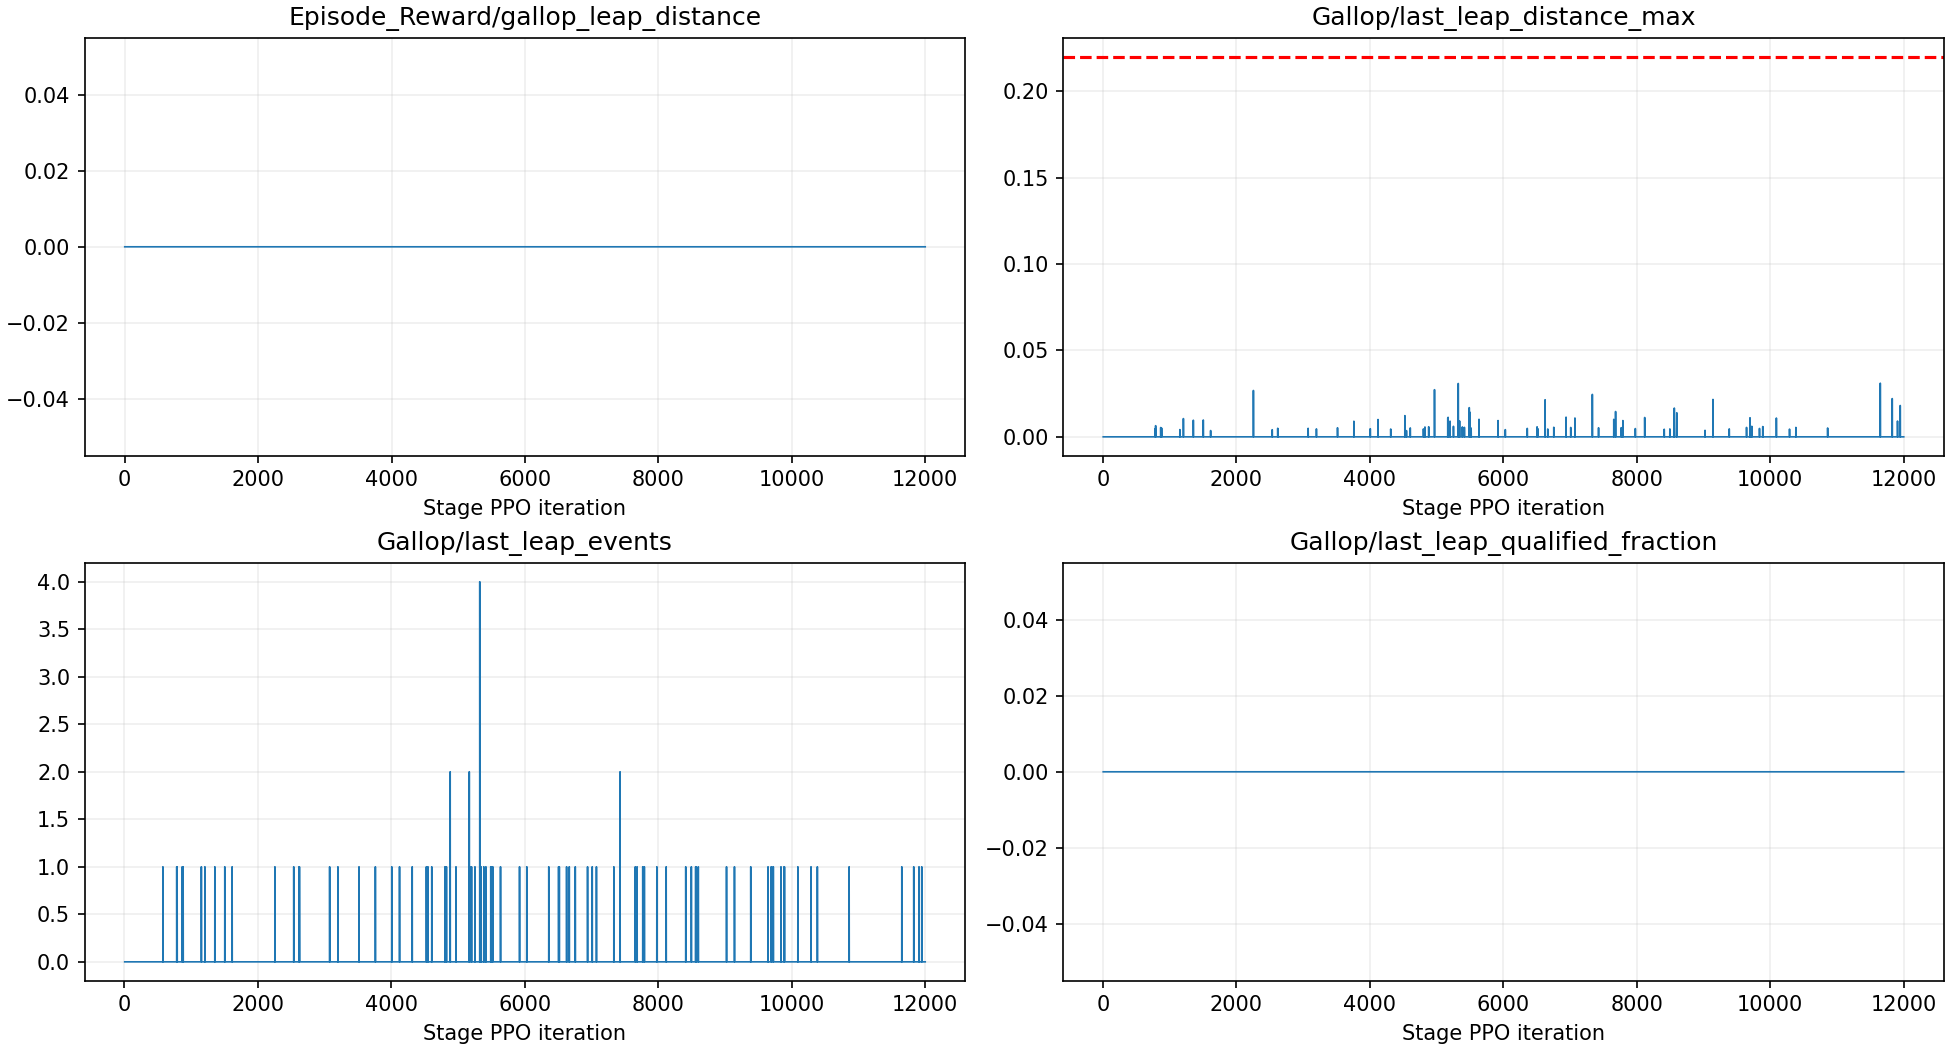 Episode_Reward/gallop_leap_distance
0.04
0.02
0.00
−0.02
−0.04
0 2000 4000 6000 8000 10000 12000
Stage PPO iteration
Gallop/last_leap_distance_max
0.20
0.15
0.10
0.05
0.00
0 2000 4000 6000 8000 10000 12000
Stage PPO iteration
Gallop/last_leap_events
4.0
3.5
3.0
2.5
2.0
1.5
1.0
0.5
0.0
0 2000 4000 6000 8000 10000 12000
Stage PPO iteration
Gallop/last_leap_qualified_fraction
0.04
0.02
0.00
−0.02
−0.04
0 2000 4000 6000 8000 10000 12000
Stage PPO iteration